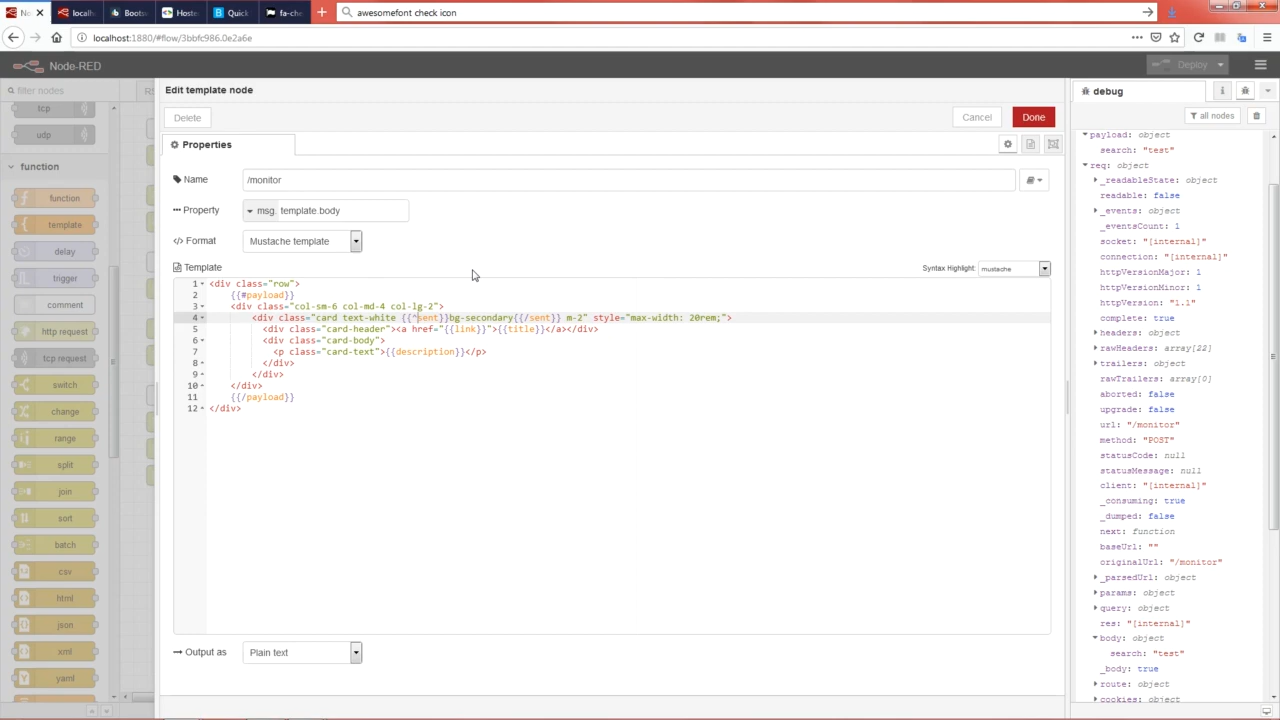 No
Localho
Bootsw
Hosted
Quick
fa-chec
awesomefont check icon
localhost:1880/#flow/3bbfc986.0e2a6e
Node-RED
Deploy
filter nodes
tcp
udp
function
function
template
delay
trigger
comment
http request
tcp request
switch
change
range
split
join
sort
batch
csv
html
json
xml
yaml
Edit template node
Delete
Cancel
Done
Properties
Name
/monitor
Property
msg. template.body
Format
Mustache template
Template
Syntax Highlight:
mustache
1 <div class="row">
2 {{#payload}}
3 <div class="col-sm-6 col-md-4 col-lg-2">
4 <div class="card text-white {{^sent}}bg-secondary{{/sent}} m-2" style="max-width: 20rem;">
5 <div class="card-header"><a href="{{link}}">{{title}}</a></div>
6 <div class="card-body">
7 <p class="card-text">{{description}}</p>
8 </div>
9 </div>
10 </div>
11 {{/payload}}
12 </div>
Output as
Plain text
debug
all nodes
payload: object
search: "test"
req: object
_readableState: object
readable: false
_events: object
_eventsCount: 1
socket: "[internal]"
connection: "[internal]"
httpVersionMajor: 1
httpVersionMinor: 1
httpVersion: "1.1"
complete: true
headers: object
rawHeaders: array[22]
trailers: object
rawTrailers: array[0]
aborted: false
upgrade: false
url: "/monitor"
method: "POST"
statusCode: null
statusMessage: null
client: "[internal]"
_consuming: true
_dumped: false
next: function
baseUrl: ""
originalUrl: "/monitor"
_parsedUrl: object
params: object
query: object
res: "[internal]"
body: object
search: "test"
_body: true
route: object
cookies: object